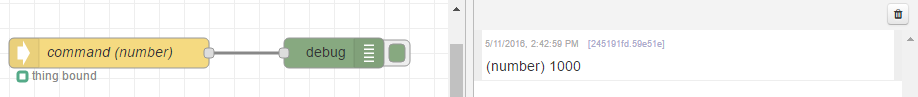 command (number)
debug
thing bound
5/11/2016, 2:42:59 PM [245191fd.59e51e]
(number) 1000